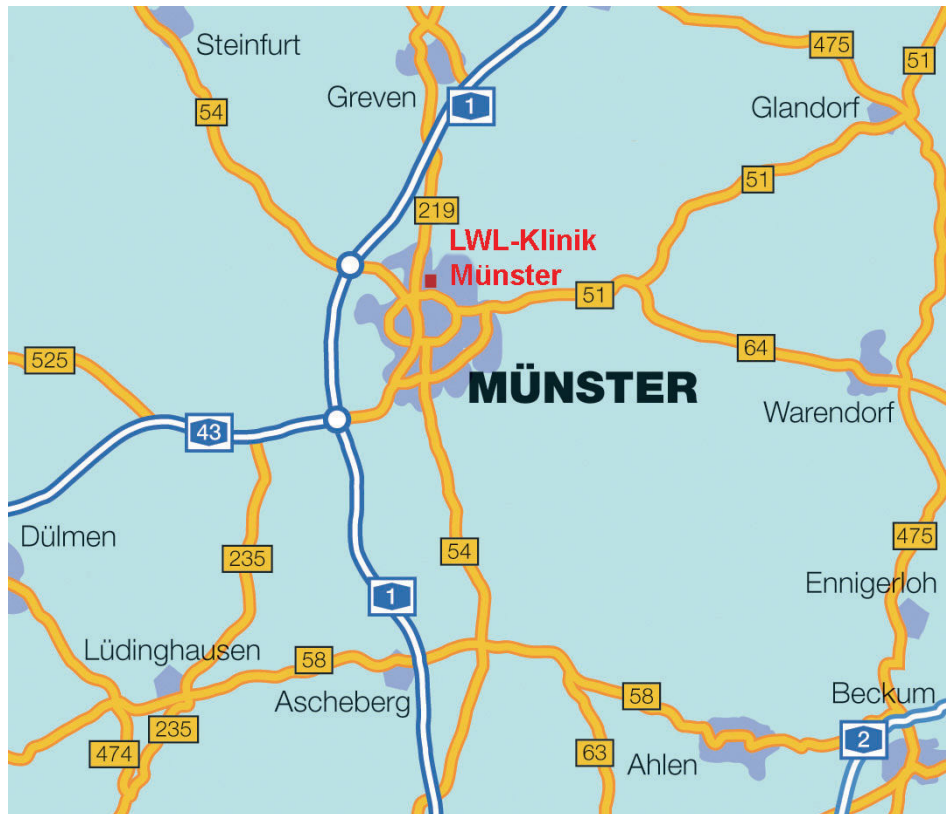 Steinfurt
475
51
Greven
1
54
Glandorf
51
219
LWL-Klinik
Münster
51
64
525
MÜNSTER
Warendorf
43
Dülmen
235
54
475
1
Ennigerloh
Lüdinghausen
58
Ascheberg
58
Beckum
235
474
63
Ahlen
2